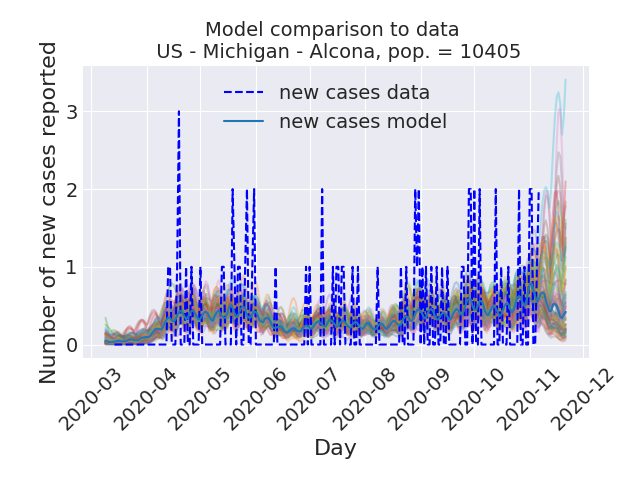 Model comparison to data
US - Michigan - Alcona, pop. = 10405
new cases data
new cases model
Number of new cases reported
3
2
1
0
2020-03
2020-04
2020-05
2020-06
2020-07
2020-08
2020-09
2020-10
2020-11
2020-12
Day